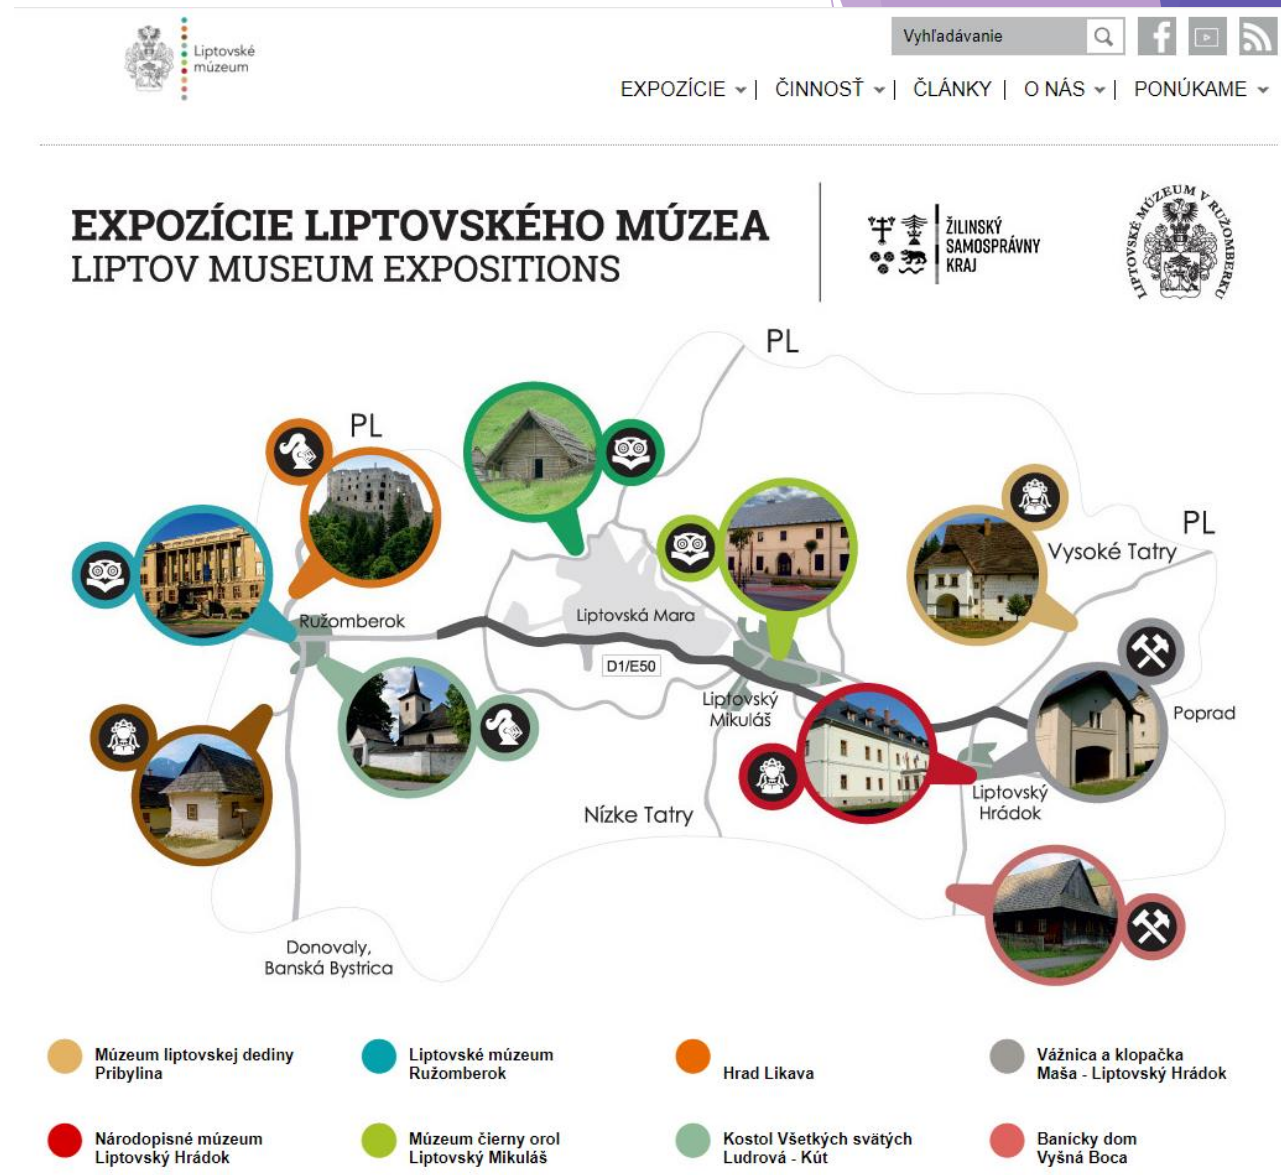 Liptovské
múzeum
Vyhľadávanie
EXPOZÍCIE | ČINNOSŤ | ČLÁNKY | O NÁS | PONÚKAME
EXPOZÍCIE LIPTOVSKÉHO MÚZEA
LIPTOV MUSEUM EXPOSITIONS
ŽILINSKÝ
SAMOSPRÁVNY
KRAJ
LIPTOVSKÉ MÚZEUM V RUŽOMBERKU
PL
PL
PL
Vysoké Tatry
Ružomberok
Liptovská Mara
D1/E50
Liptovský
Mikuláš
Poprad
Liptovský
Hrádok
Nízke Tatry
Donovaly,
Banská Bystrica
Múzeum liptovskej dediny
Pribylina
Liptovské múzeum
Ružomberok
Hrad Likava
Vážnica a klopačka
Maša - Liptovský Hrádok
Národopisné múzeum
Liptovský Hrádok
Múzeum čierny orol
Liptovský Mikuláš
Kostol Všetkých svätých
Ludrová - Kút
Banícky dom
Vyšná Boca